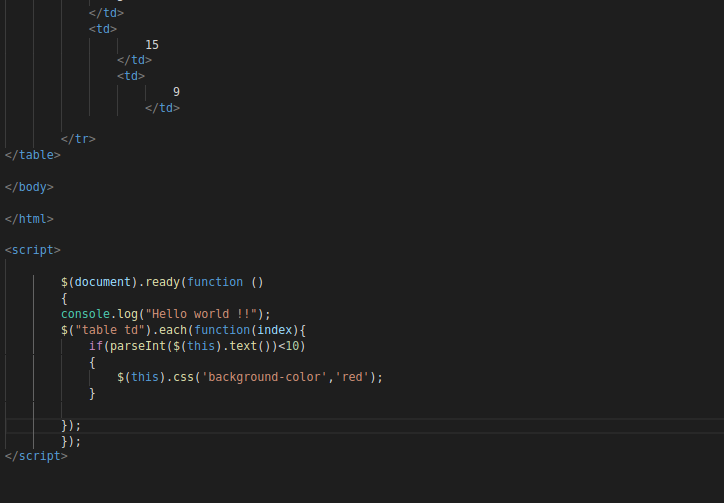 </td>
<td>
15
</td>
<td>
9
</td>
</tr>
</table>
</body>
</html>
<script>
$(document).ready(function ()
{
console.log("Hello world !!");
$("table td").each(function(index){
if(parseInt($(this).text())<10)
{
$(this).css('background-color','red');
}
});
});
</script>